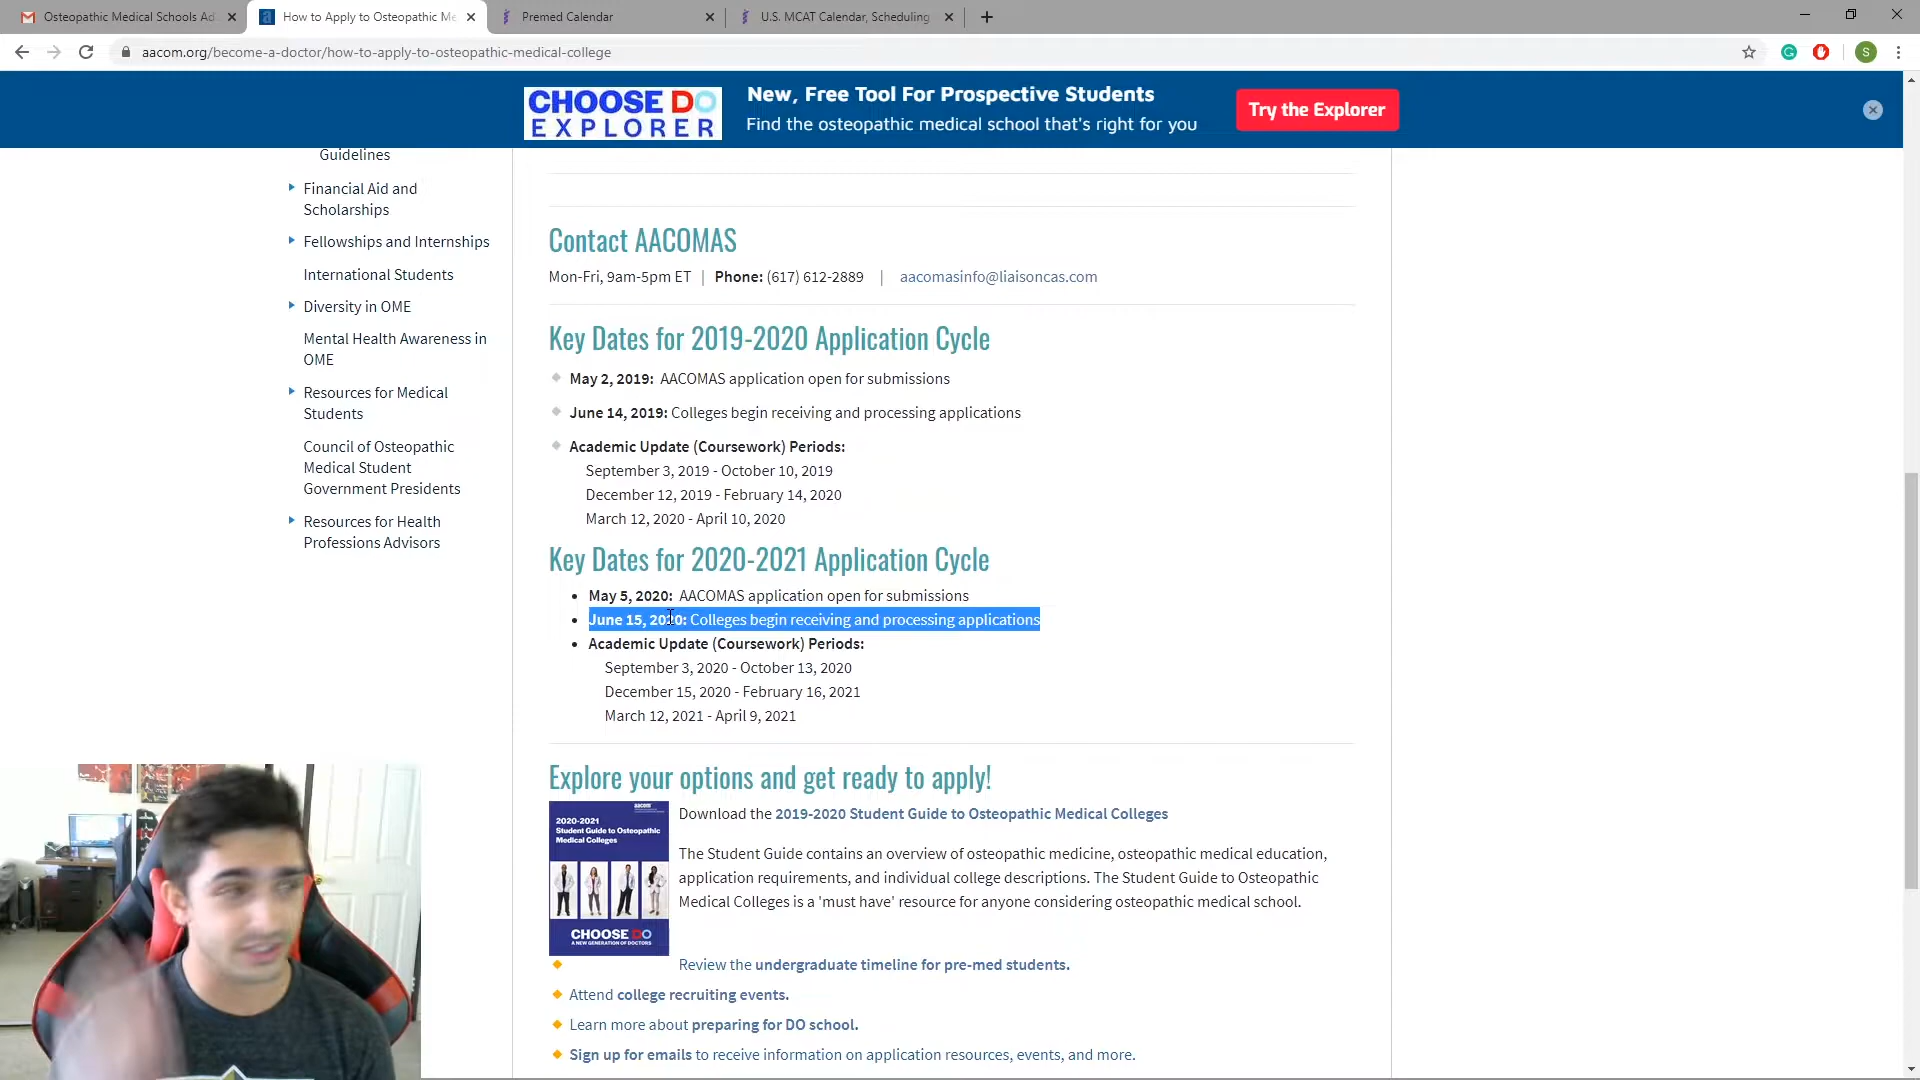 Osteopathic Medical Schools Ad
How to Apply to Osteopathic Me
Premed Calendar
U.S. MCAT Calendar, Scheduling
aacom.org/become-a-doctor/how-to-apply-to-osteopathic-medical-college
S
CHOOSE DO
EXPLORER
New, Free Tool For Prospective Students
Find the osteopathic medical school that's right for you
Try the Explorer
Guidelines
Financial Aid and
Scholarships
Fellowships and Internships
International Students
Diversity in OME
Mental Health Awareness in
OME
Resources for Medical
Students
Council of Osteopathic
Medical Student
Government Presidents
Resources for Health
Professions Advisors
Contact AACOMAS
Mon-Fri, 9am-5pm ET | Phone: (617) 612-2889 | aacomasinfo@liaisoncas.com
Key Dates for 2019-2020 Application Cycle
May 2, 2019: AACOMAS application open for submissions
June 14, 2019: Colleges begin receiving and processing applications
Academic Update (Coursework) Periods:
September 3, 2019 - October 10, 2019
December 12, 2019 - February 14, 2020
March 12, 2020 - April 10, 2020
Key Dates for 2020-2021 Application Cycle
May 5, 2020: AACOMAS application open for submissions
June 15, 2020: Colleges begin receiving and processing applications
Academic Update (Coursework) Periods:
September 3, 2020 - October 13, 2020
December 15, 2020 - February 16, 2021
March 12, 2021 - April 9, 2021
Explore your options and get ready to apply!
aacom
2020-2021
Student Guide to Osteopathic
Medical Colleges
CHOOSE DO
A NEW GENERATION OF DOCTORS
Download the 2019-2020 Student Guide to Osteopathic Medical Colleges
The Student Guide contains an overview of osteopathic medicine, osteopathic medical education,
application requirements, and individual college descriptions. The Student Guide to Osteopathic
Medical Colleges is a 'must have' resource for anyone considering osteopathic medical school.
Review the undergraduate timeline for pre-med students.
Attend college recruiting events.
Learn more about preparing for DO school.
Sign up for emails to receive information on application resources, events, and more.